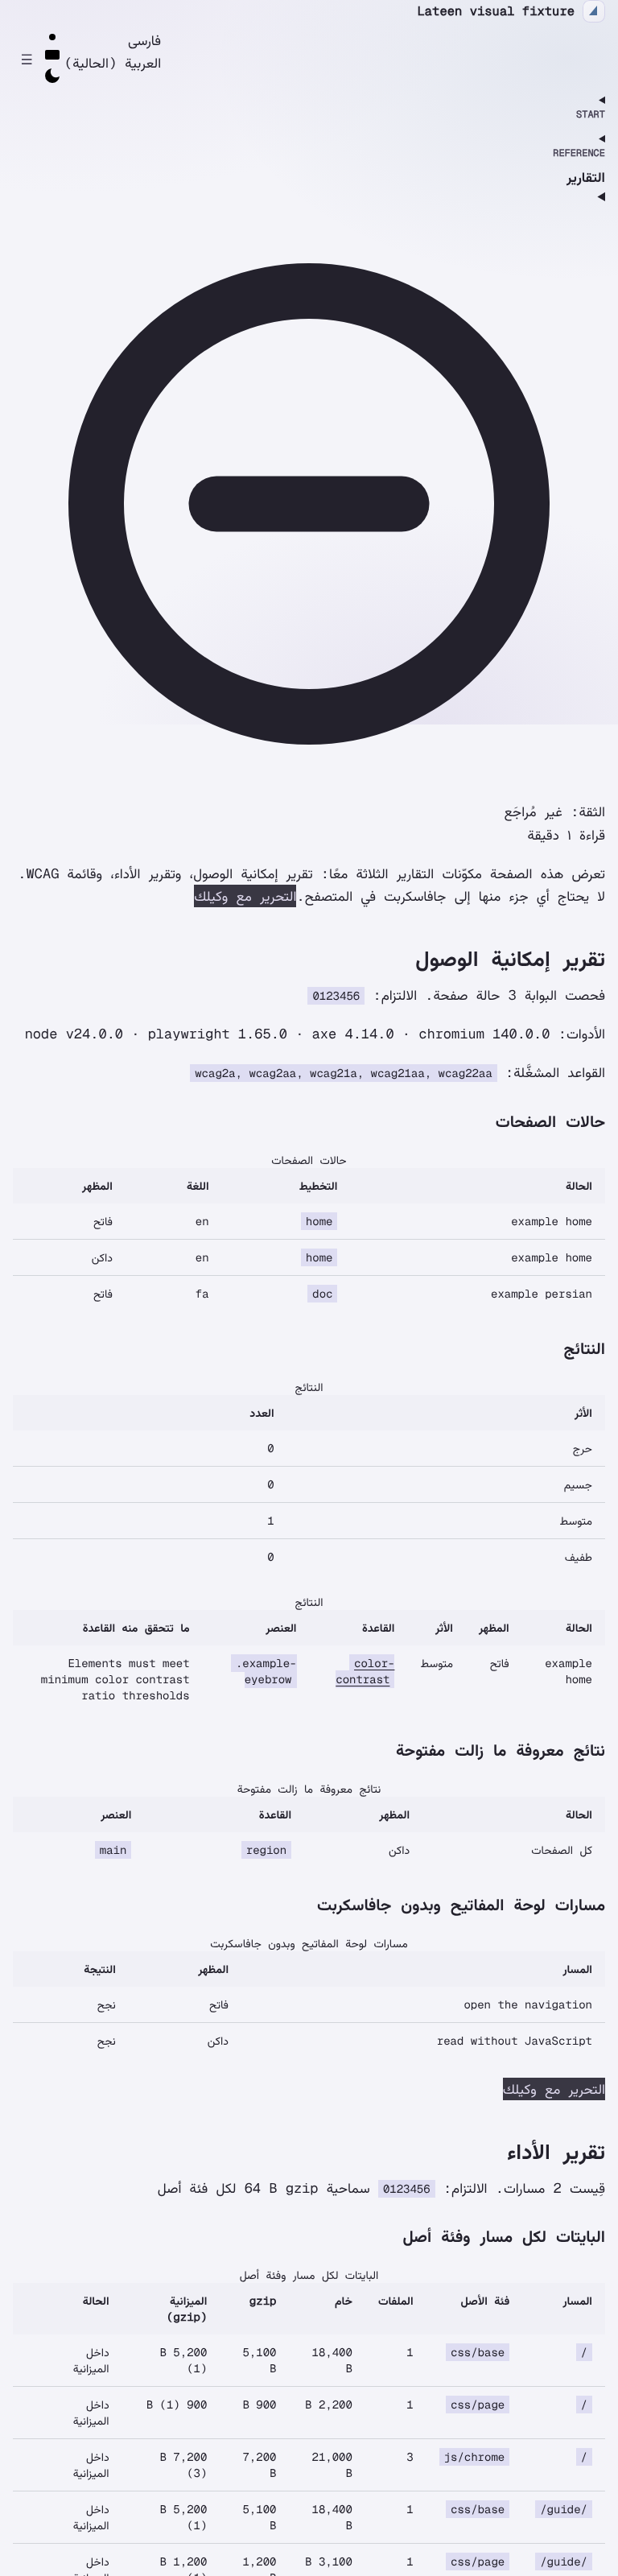 Lateen visual fixture
فارسی
العربية (الحالية)
START
REFERENCE
التقارير
الثقة: غير مُراجَع
قراءة ١ دقيقة
تعرض هذه الصفحة مكوّنات التقارير الثلاثة معًا: تقرير إمكانية الوصول، وتقرير الأداء، وقائمة WCAG.
لا يحتاج أي جزء منها إلى جافاسكربت في المتصفح. التحرير مع وكيلك
تقرير إمكانية الوصول
فحصت البوابة 3 حالة صفحة. الالتزام: 0123456
الأدوات: node v24.0.0 · playwright 1.65.0 · axe 4.14.0 · chromium 140.0.0
القواعد المشغَّلة: wcag2a, wcag2aa, wcag21a, wcag21aa, wcag22aa
حالات الصفحات
حالات الصفحات
الحالة التخطيط اللغة المظهر
example home home en فاتح
example home home en داكن
example persian doc fa فاتح
النتائج
النتائج
الأثر العدد
حرج 0
جسيم 0
متوسط 1
طفيف 0
النتائج
الحالة المظهر الأثر القاعدة العنصر ما تتحقق منه القاعدة
example فاتح متوسط color- .example- Elements must meet
home contrast eyebrow minimum color contrast
ratio thresholds
نتائج معروفة ما زالت مفتوحة
نتائج معروفة ما زالت مفتوحة
الحالة المظهر القاعدة العنصر
كل الصفحات داكن region main
مسارات لوحة المفاتيح وبدون جافاسكربت
مسارات لوحة المفاتيح وبدون جافاسكربت
المسار المظهر النتيجة
open the navigation فاتح نجح
read without JavaScript داكن نجح
التحرير مع وكيلك
تقرير الأداء
قِيست 2 مسارات. الالتزام: 0123456 سماحية 64 B gzip لكل فئة أصل
البايتات لكل مسار وفئة أصل
البايتات لكل مسار وفئة أصل
المسار فئة الأصل الملفات خام gzip الميزانية الحالة
(gzip)
/ css/base 1 18,400 5,100 B 5,200 داخل
B B (1) الميزانية
/ css/page 1 B 2,200 B 900 B (1) 900 داخل
الميزانية
/ js/chrome 3 21,000 7,200 B 7,200 داخل
B B (3) الميزانية
/guide/ css/base 1 18,400 5,100 B 5,200 داخل
B B (1) الميزانية
/guide/ css/page 1 B 3,100 1,200 B 1,200 داخل